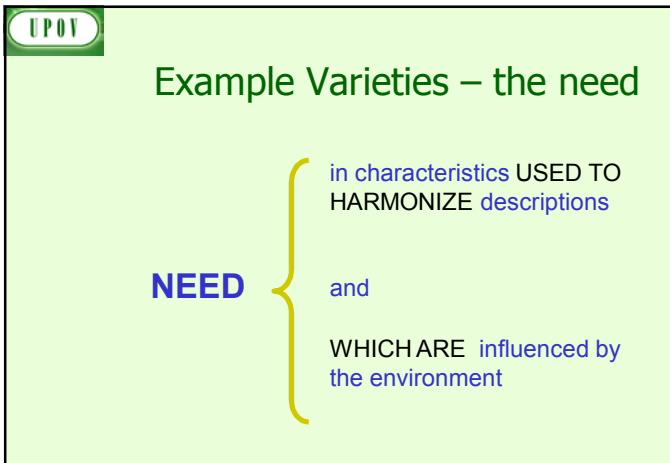 UPOV
Example Varieties – the need
in characteristics USED TO
HARMONIZE descriptions
NEED
and
WHICH ARE influenced by
the environment